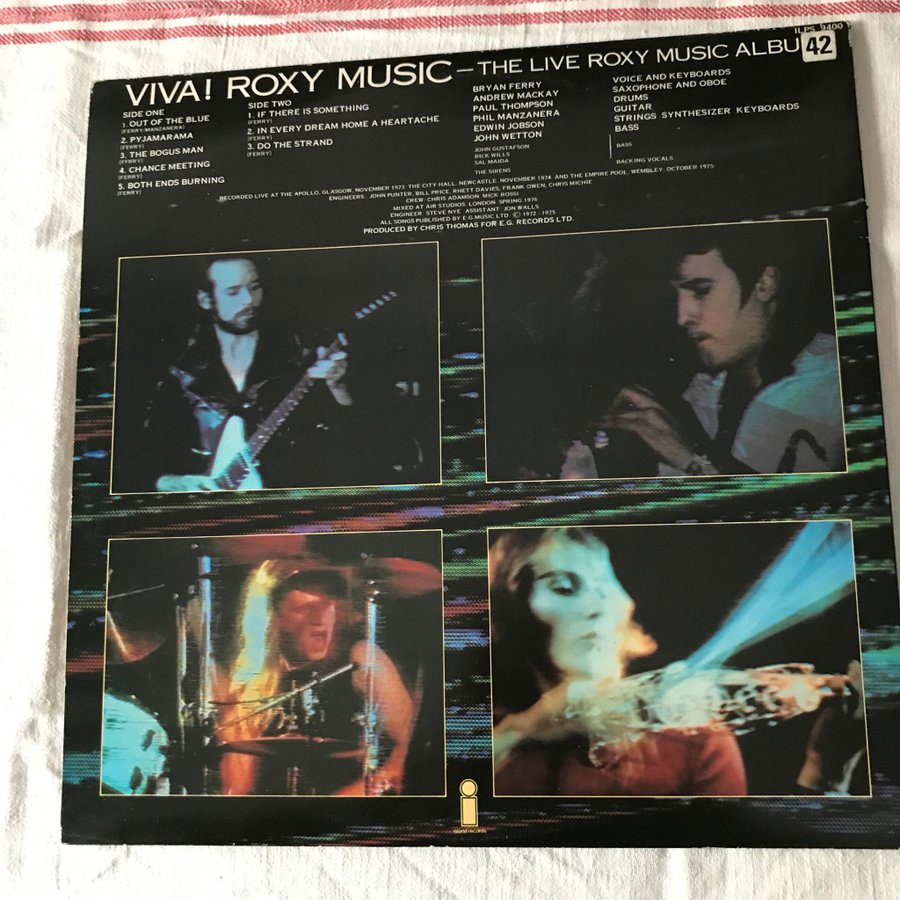 ILPS 9400
42
VIVA! ROXY MUSIC—THE LIVE ROXY MUSIC ALBU
SIDE ONE
1. OUT OF THE BLUE
(FERRY/MANZANERA)
2. PYJAMARAMA
(FERRY)
3. THE BOGUS MAN
(FERRY)
4. CHANCE MEETING
(FERRY)
5. BOTH ENDS BURNING
(FERRY)
SIDE TWO
1. IF THERE IS SOMETHING
(FERRY)
2. IN EVERY DREAM HOME A HEARTACHE
(FERRY)
3. DO THE STRAND
(FERRY)
BRYAN FERRY VOICE AND KEYBOARDS
ANDREW MACKAY SAXOPHONE AND OBOE
PAUL THOMPSON DRUMS
PHIL MANZANERA GUITAR
EDWIN JOBSON STRINGS SYNTHESIZER KEYBOARDS
JOHN WETTON BASS
JOHN GUSTAFSON
RICK WILLS BASS
SAL MAIDA
THE SIRENS BACKING VOCALS
RECORDED LIVE AT THE APOLLO, GLASGOW, NOVEMBER 1973. THE CITY HALL, NEWCASTLE, NOVEMBER 1974 AND THE EMPIRE POOL, WEMBLEY, OCTOBER 1975.
ENGINEERS: JOHN PUNTER, BILL PRICE, RHETT DAVIES, FRANK OWEN, CHRIS MICHIE
CREW: CHRIS ADAMSON, MICK ROSSI
MIXED AT AIR STUDIOS LONDON SPRING 1976
ENGINEER: STEVE NYE ASSISTANT: JON WALLS
ALL SONGS PUBLISHED BY E.G. MUSIC LTD. © 1972 - 1975
PRODUCED BY CHRIS THOMAS FOR E.G. RECORDS LTD.
island records